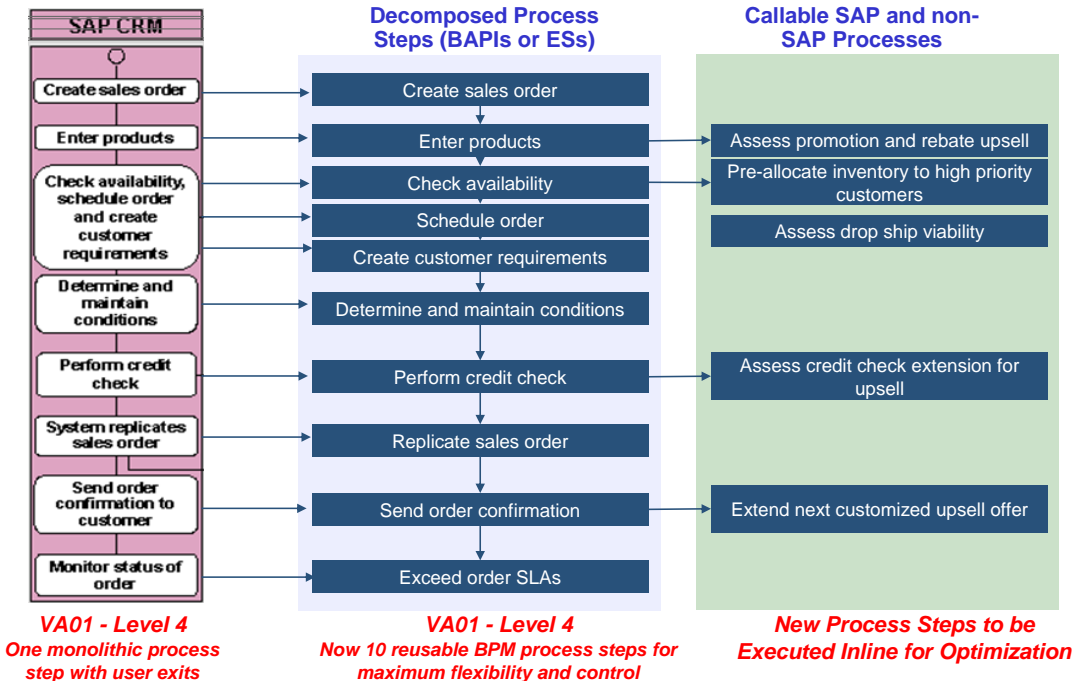 SAP CRM
Create sales order
Enter products
Check availability,
schedule order
and create
customer
requirements
Determine and
maintain
conditions
Perform credit
check
System replicates
sales order
Send order
confirmation to
customer
Monitor status of
order
VA01 - Level 4
One monolithic process
step with user exits
Decomposed Process
Steps (BAPIs or ESs)
Create sales order
Enter products
Check availability
Schedule order
Create customer requirements
Determine and maintain conditions
Perform credit check
Replicate sales order
Send order confirmation
Exceed order SLAs
VA01 - Level 4
Now 10 reusable BPM process steps for
maximum flexibility and control
Callable SAP and non-
SAP Processes
Assess promotion and rebate upsell
Pre-allocate inventory to high priority
customers
Assess drop ship viability
Assess credit check extension for
upsell
Extend next customized upsell offer
New Process Steps to be
Executed Inline for Optimization